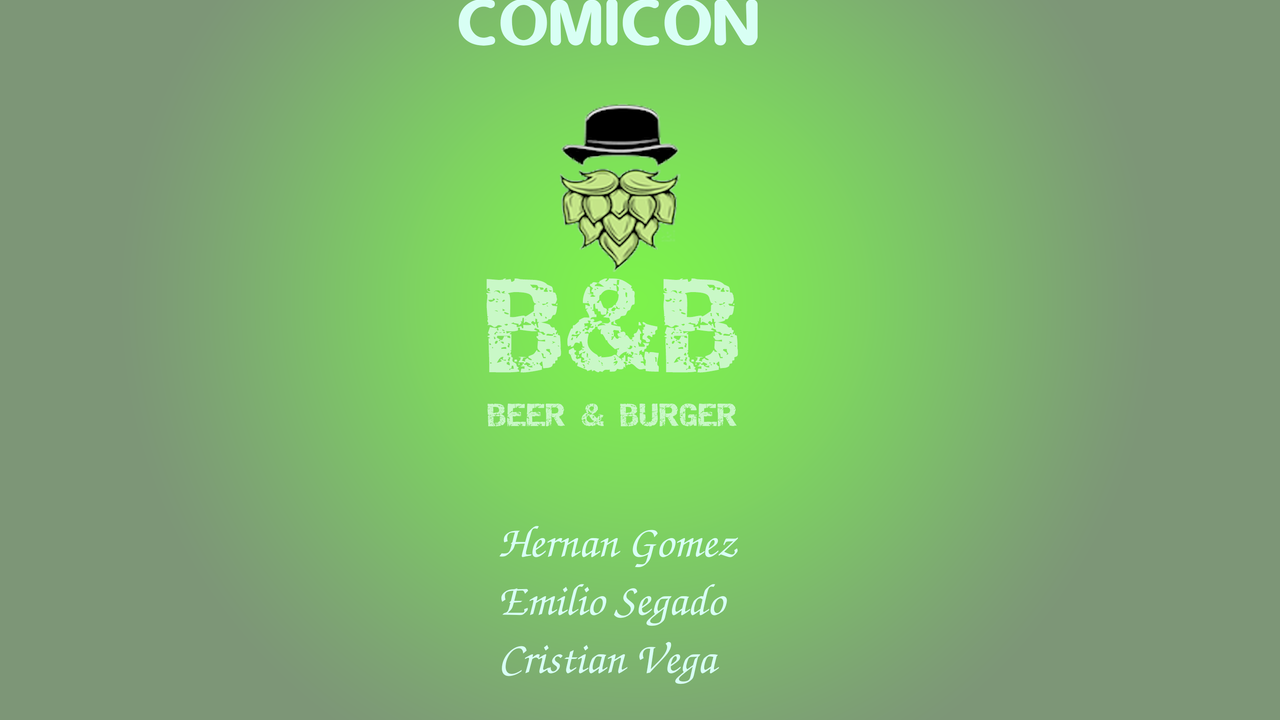 COMICON
B&B
BEER & BURGER
Hernan Gomez
Emilio Segado
Cristian Vega